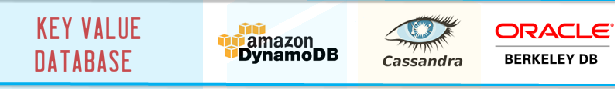 KEY VALUE
DATABASE
amazon
DynamoDB
Cassandra
ORACLE
BERKELEY DB